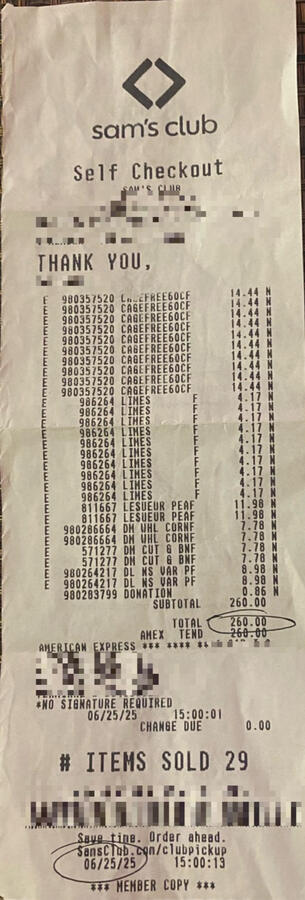 sam's club
Self Checkout
SAM'S CLUB
THANK YOU,
E 980357520 CAGEFREE60CF 14.44 N
E 980357520 CAGEFREE60CF 14.44 N
E 980357520 CAGEFREE60CF 14.44 N
E 980357520 CAGEFREE60CF 14.44 N
E 980357520 CAGEFREE60CF 14.44 N
E 980357520 CAGEFREE60CF 14.44 N
E 980357520 CAGEFREE60CF 14.44 N
E 980357520 CAGEFREE60CF 14.44 N
E 980357520 CAGEFREE60CF 14.44 N
E 980357520 CAGEFREE60CF 14.44 N
E 986264 LIMES F 4.17 N
E 986264 LIMES F 4.17 N
E 986264 LIMES F 4.17 N
E 986264 LIMES F 4.17 N
E 986264 LIMES F 4.17 N
E 986264 LIMES F 4.17 N
E 986264 LIMES F 4.17 N
E 986264 LIMES F 4.17 N
E 986264 LIMES F 4.17 N
E 986264 LIMES F 4.17 N
E 811667 LESUEUR PEAF 11.98 N
E 811667 LESUEUR PEAF 11.98 N
E 980286664 DM WHL CORNF 7.78 N
E 980286664 DM WHL CORNF 7.78 N
E 571277 DM CUT G BNF 7.78 N
E 571277 DM CUT G BNF 7.78 N
E 980264217 DL NS VAR PF 8.98 N
E 980264217 DL NS VAR PF 8.98 N
980283799 DONATION 0.86 N
SUBTOTAL 260.00
TOTAL 260.00
AMEX TEND 260.00
AMERICAN EXPRESS *** **** **
*NO SIGNATURE REQUIRED
06/25/25 15:00:01
CHANGE DUE 0.00
# ITEMS SOLD 29
Save time. Order ahead.
SamsClub.com/clubpickup
06/25/25 15:00:13
*** MEMBER COPY ***